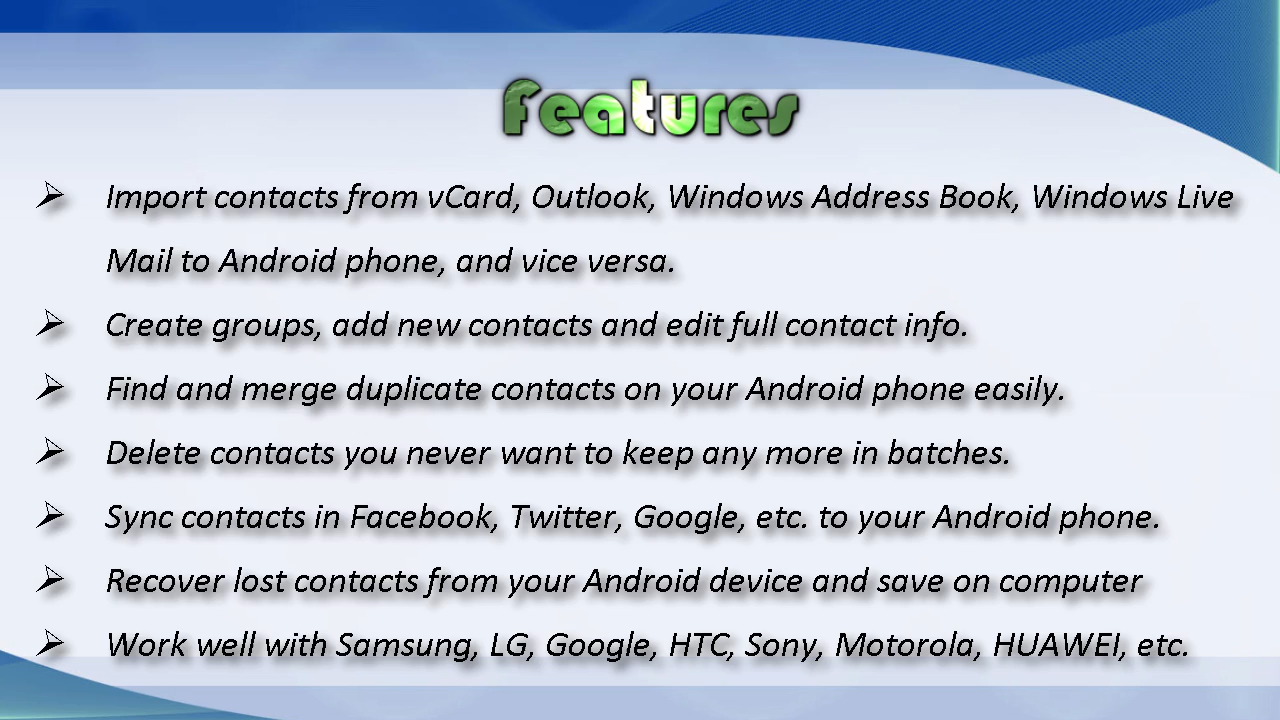 Features
➢ Import contacts from vCard, Outlook, Windows Address Book, Windows Live
Mail to Android phone, and vice versa.
➢ Create groups, add new contacts and edit full contact info.
➢ Find and merge duplicate contacts on your Android phone easily.
➢ Delete contacts you never want to keep any more in batches.
➢ Sync contacts in Facebook, Twitter, Google, etc. to your Android phone.
➢ Recover lost contacts from your Android device and save on computer
➢ Work well with Samsung, LG, Google, HTC, Sony, Motorola, HUAWEI, etc.